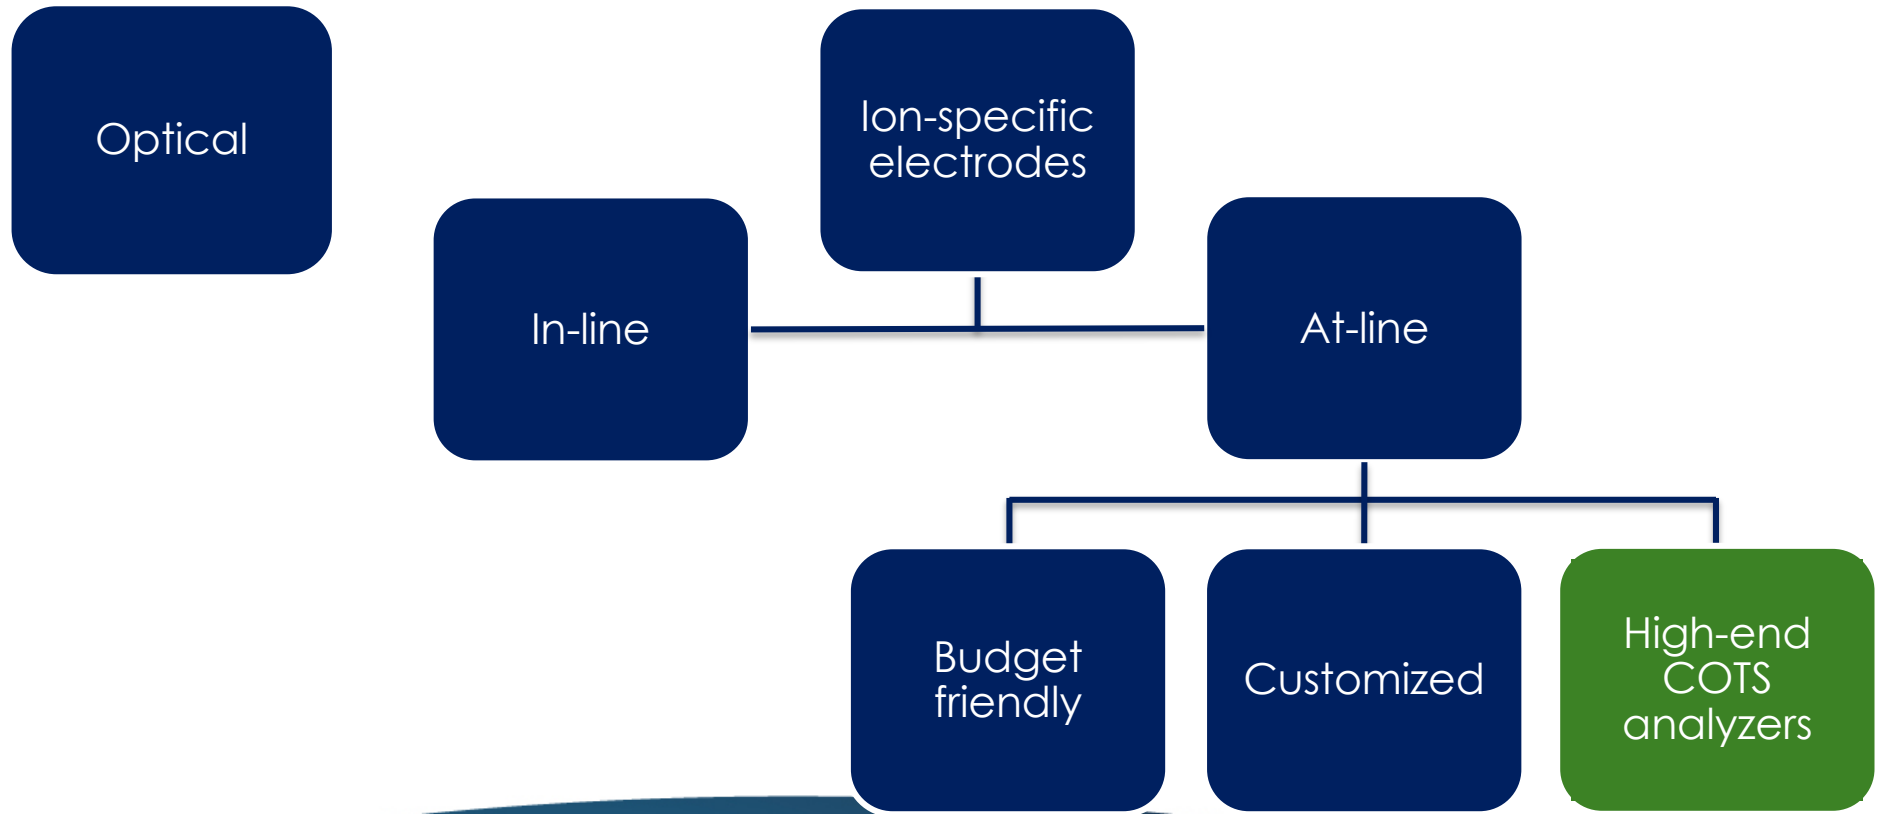 Optical
Ion-specific
electrodes
In-line
At-line
Budget
friendly
Customized
High-end
COTS
analyzers